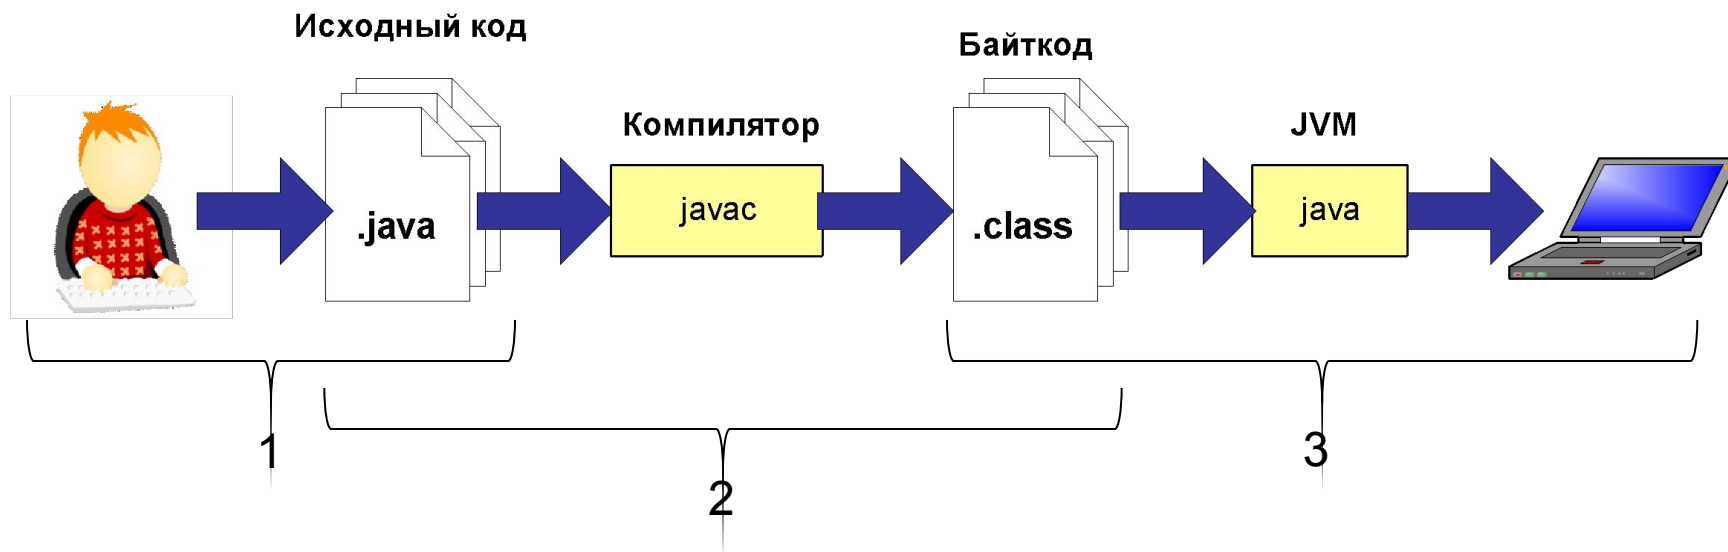 Исходный код
Байткод
Компилятор
JVM
.java
javac
.class
java
1
2
3